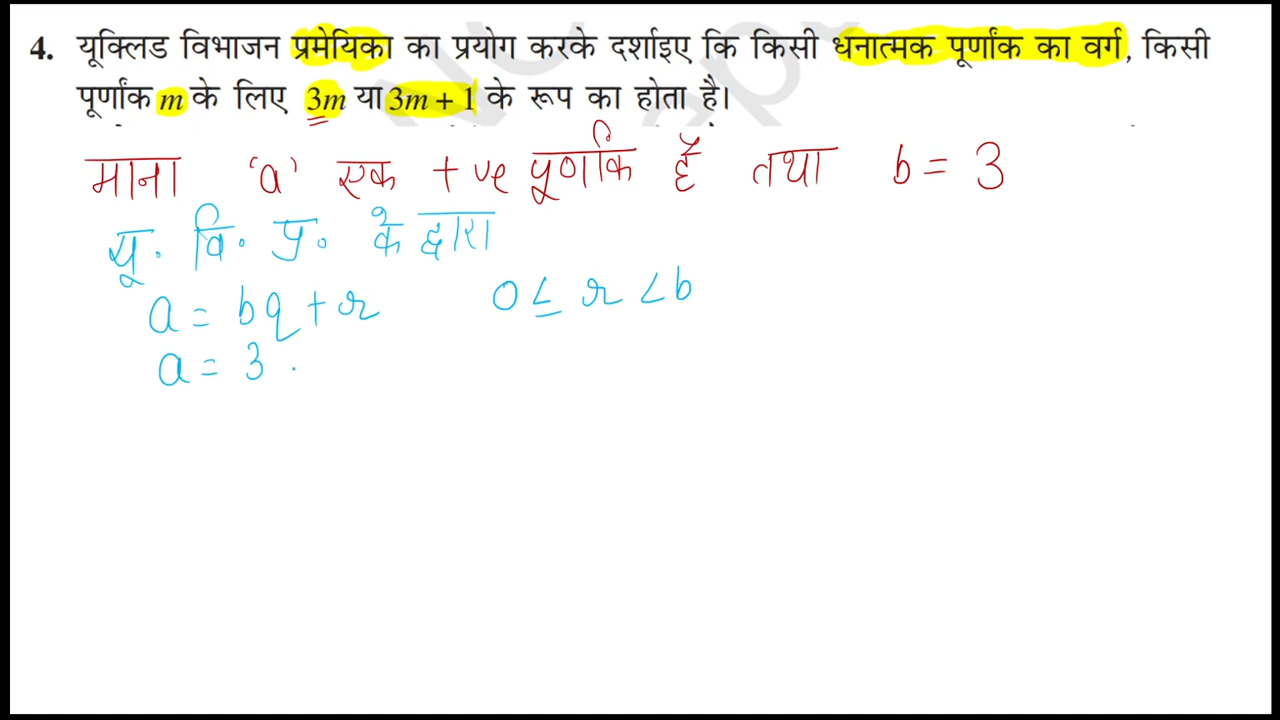 4. यूक्लिड विभाजन प्रमेयिका का प्रयोग करके दर्शाइए कि किसी धनात्मक पूर्णांक का वर्ग, किसी
पूर्णांक m के लिए 3m या 3m + 1 के रूप का होता है।
माना 'a' एक +ve पूर्णांक है तथा b = 3
यू. वि. प्र. के द्वारा
a = bq + r 0 ≤ r < b
a = 3